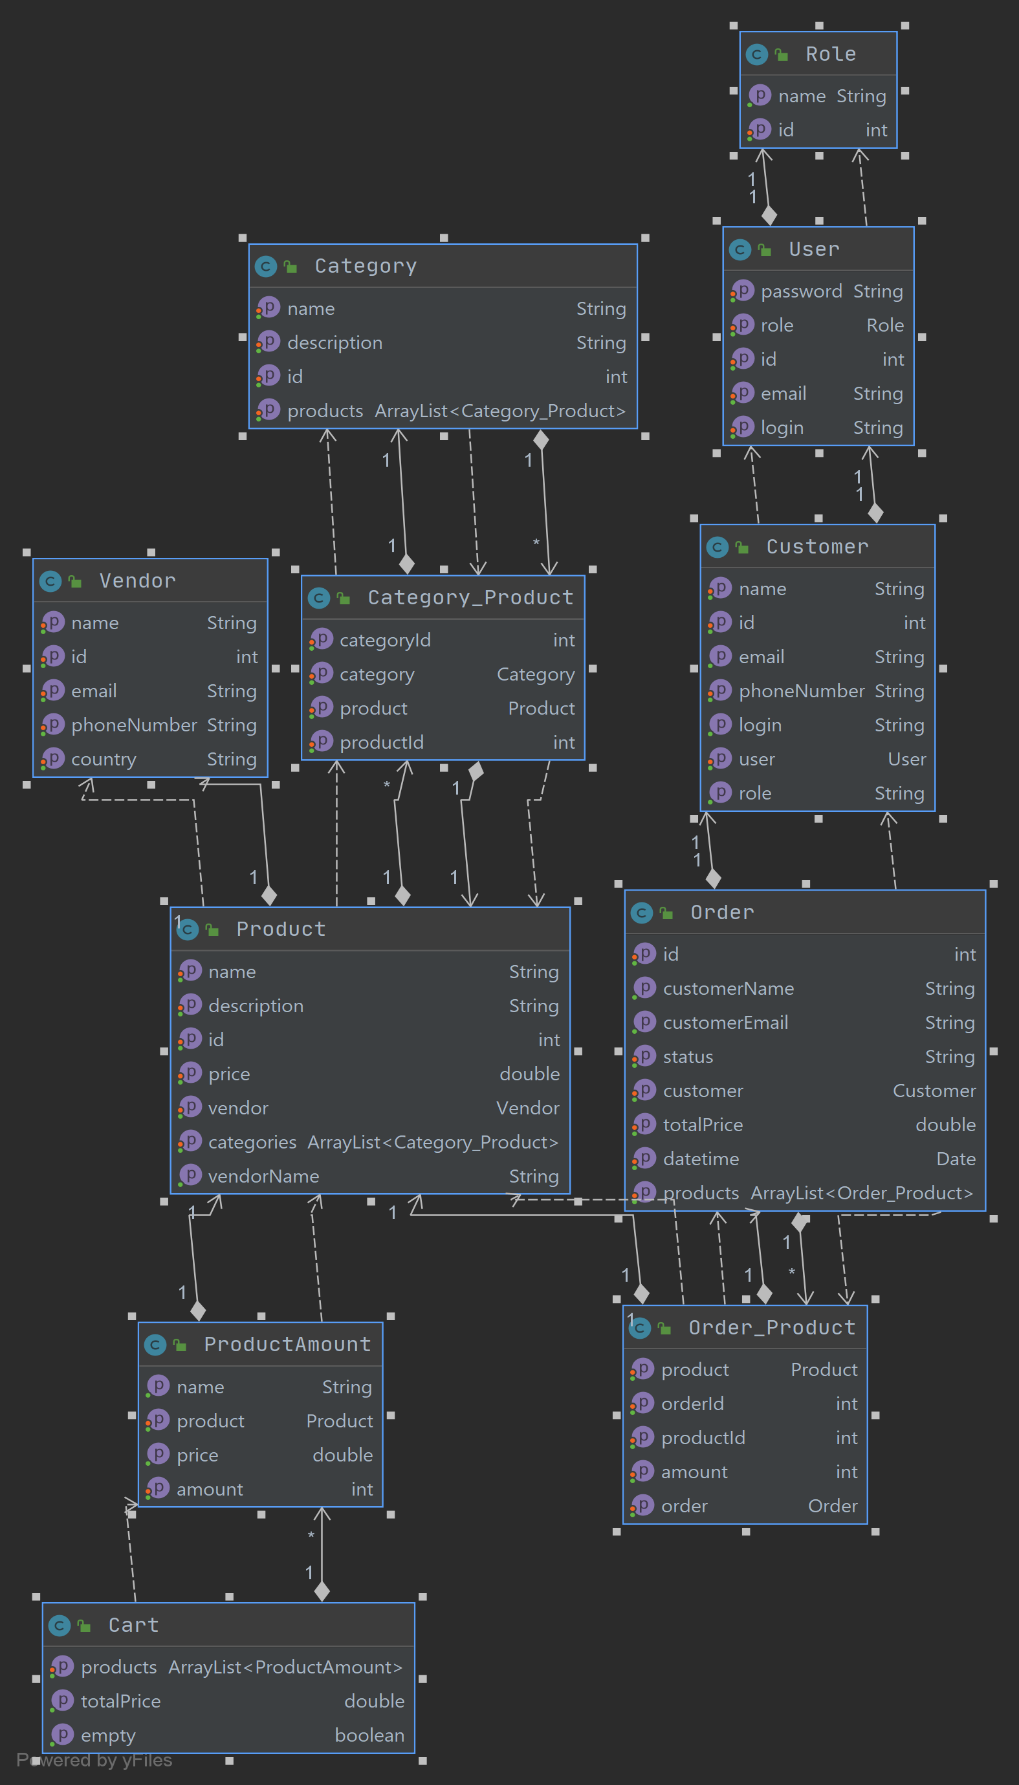 Role
name String
id int
1
1
User
password String
role Role
id int
email String
login String
Category
name String
description String
id int
products ArrayList<Category_Product>
1
1
1
*
1
1
Customer
name String
id int
email String
phoneNumber String
login String
user User
role String
Vendor
name String
id int
email String
phoneNumber String
country String
Category_Product
categoryId int
category Category
product Product
productId int
1
*
1
1
1
1
1
1
Product
name String
description String
id int
price double
vendor Vendor
categories ArrayList<Category_Product>
vendorName String
1
Order
id int
customerName String
customerEmail String
status String
customer Customer
totalPrice double
datetime Date
products ArrayList<Order_Product>
1
1
1
1
1
1
*
ProductAmount
name String
product Product
price double
amount int
1
Order_Product
product Product
orderId int
productId int
amount int
order Order
*
1
Cart
products ArrayList<ProductAmount>
totalPrice double
empty boolean
Powered by yFiles